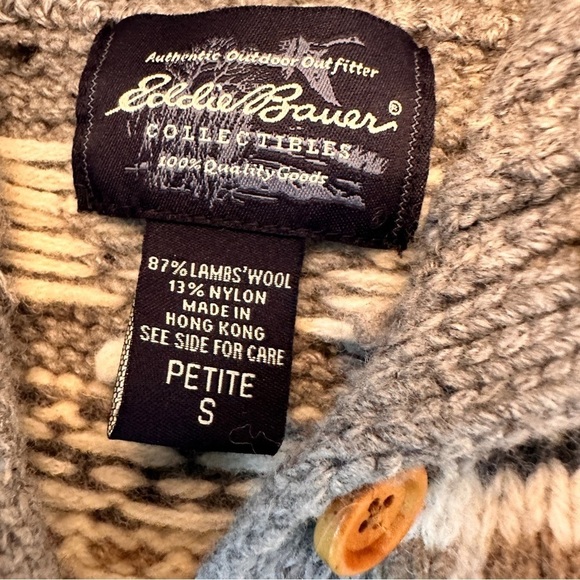 Authentic Outdoor Outfitter
Eddie Bauer®
COLLECTIBLES
100% Quality Goods
87% LAMBS' WOOL
13% NYLON
MADE IN
HONG KONG
SEE SIDE FOR CARE
PETITE
S